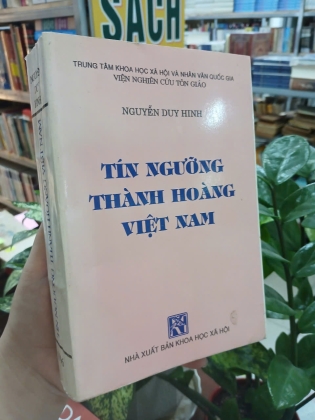 SÁCH
TRUNG TÂM KHOA HỌC XÃ HỘI VÀ NHÂN VĂN QUỐC GIA
VIỆN NGHIÊN CỨU TÔN GIÁO
NGUYỄN DUY HINH
TÍN NGƯỠNG
THÀNH HOÀNG
VIỆT NAM
NHÀ XUẤT BẢN KHOA HỌC XÃ HỘI